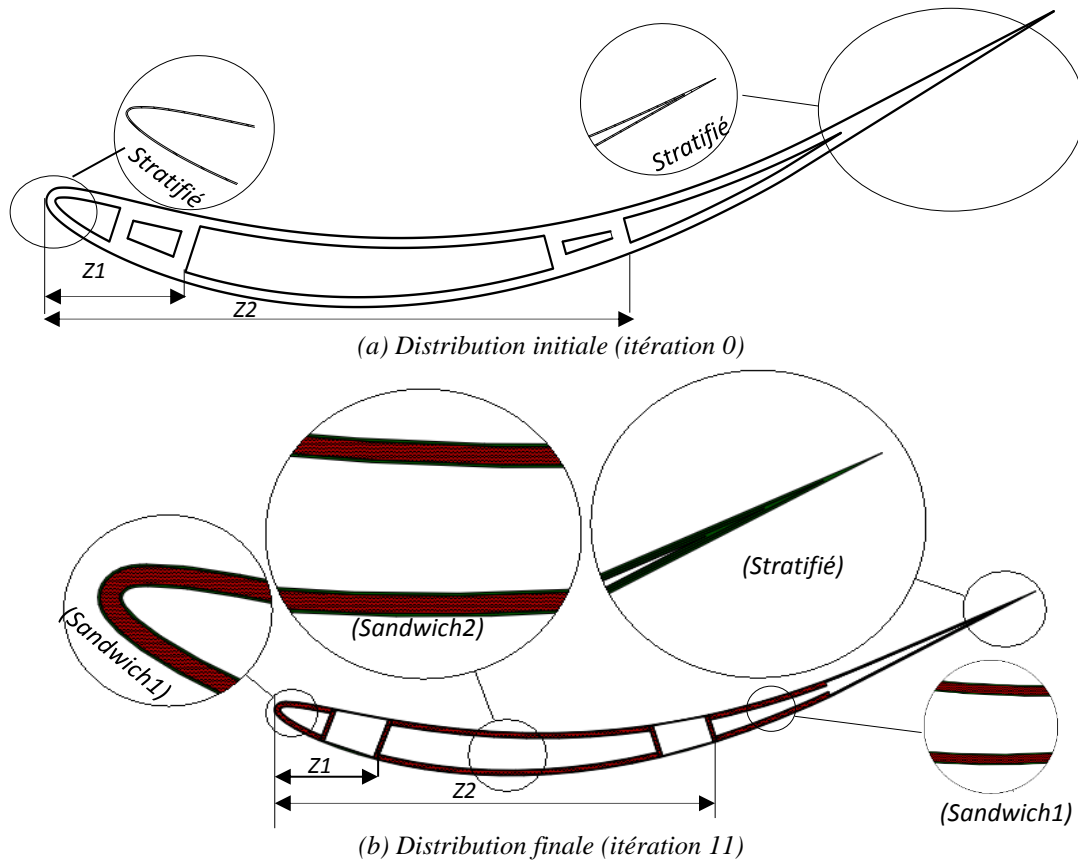 Stratifié
Stratifié
Z1
Z2
(a) Distribution initiale (itération 0)
(Sandwich1)
(Sandwich2)
(Stratifié)
Z1
Z2
(Sandwich1)
(b) Distribution finale (itération 11)